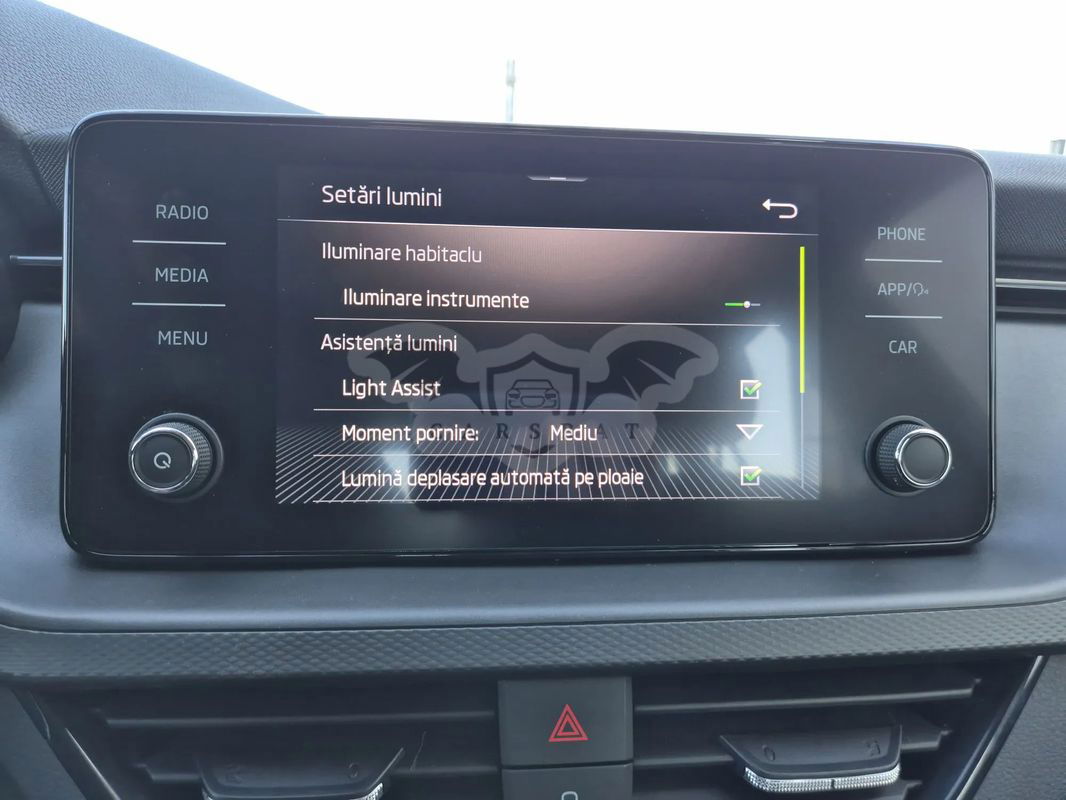 Setări lumini
RADIO
MEDIA
MENU
Iluminare habitaclu
Iluminare instrumente
Asistență lumini
Light Assist
Moment pornire: Mediu
Lumină deplasare automată pe ploaie
PHONE
APP/
CAR